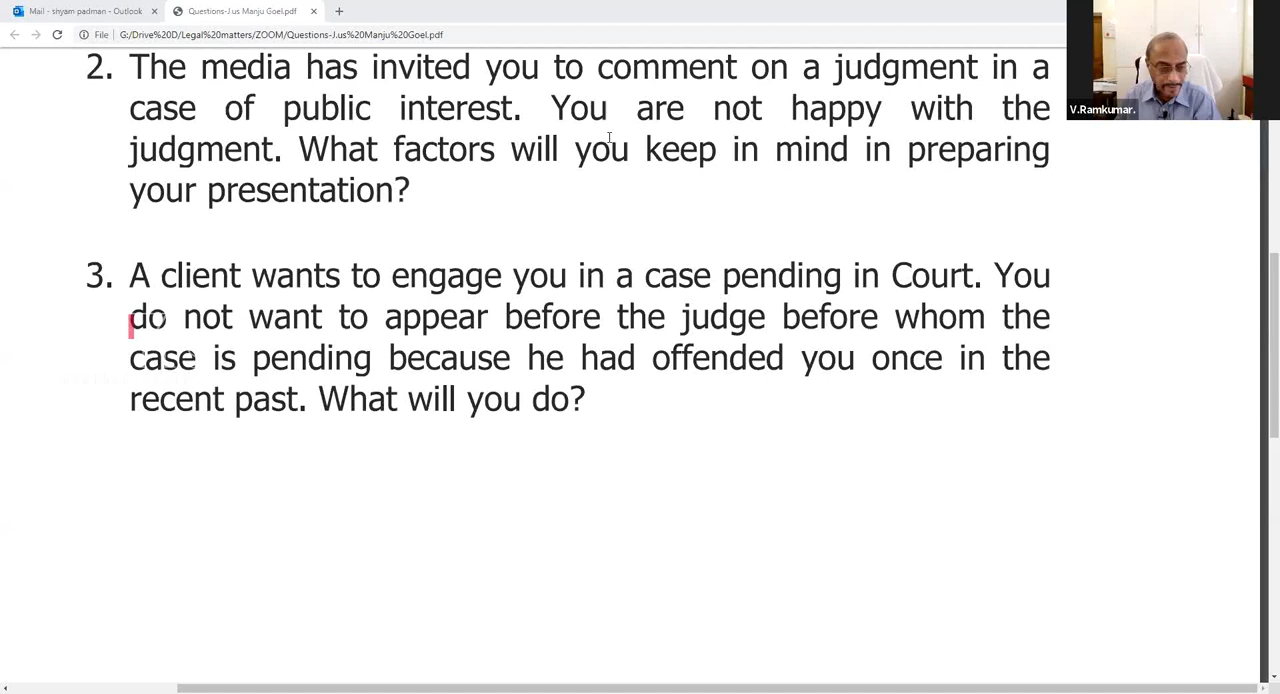 Mail - shyam padman - Outlook
Questions-J.us Manju Goel.pdf
File
G:/Drive%20D/Legal%20matters/ZOOM/Questions-J.us%20Manju%20Goel.pdf
2. The media has invited you to comment on a judgment in a
case of public interest. You are not happy with the
judgment. What factors will you keep in mind in preparing
your presentation?
3. A client wants to engage you in a case pending in Court. You
do not want to appear before the judge before whom the
case is pending because he had offended you once in the
recent past. What will you do?
V.Ramkumar.